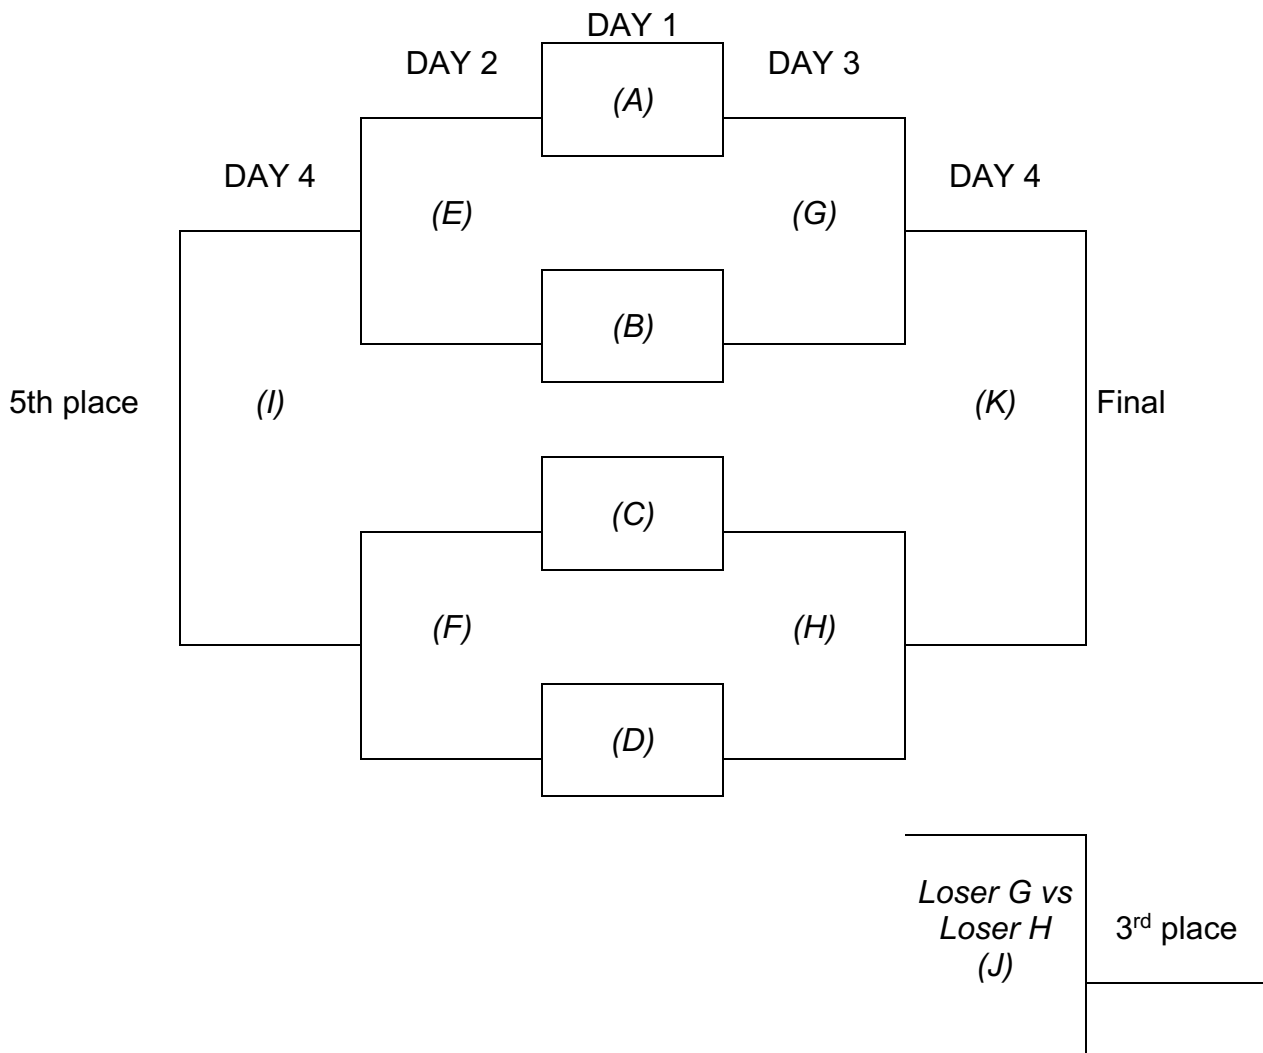 DAY 1
DAY 2
DAY 3
(A)
DAY 4
DAY 4
(E)
(G)
(B)
5th place
(I)
(K)
Final
(C)
(F)
(H)
(D)
Loser G vs
Loser H
(J)
3rd place